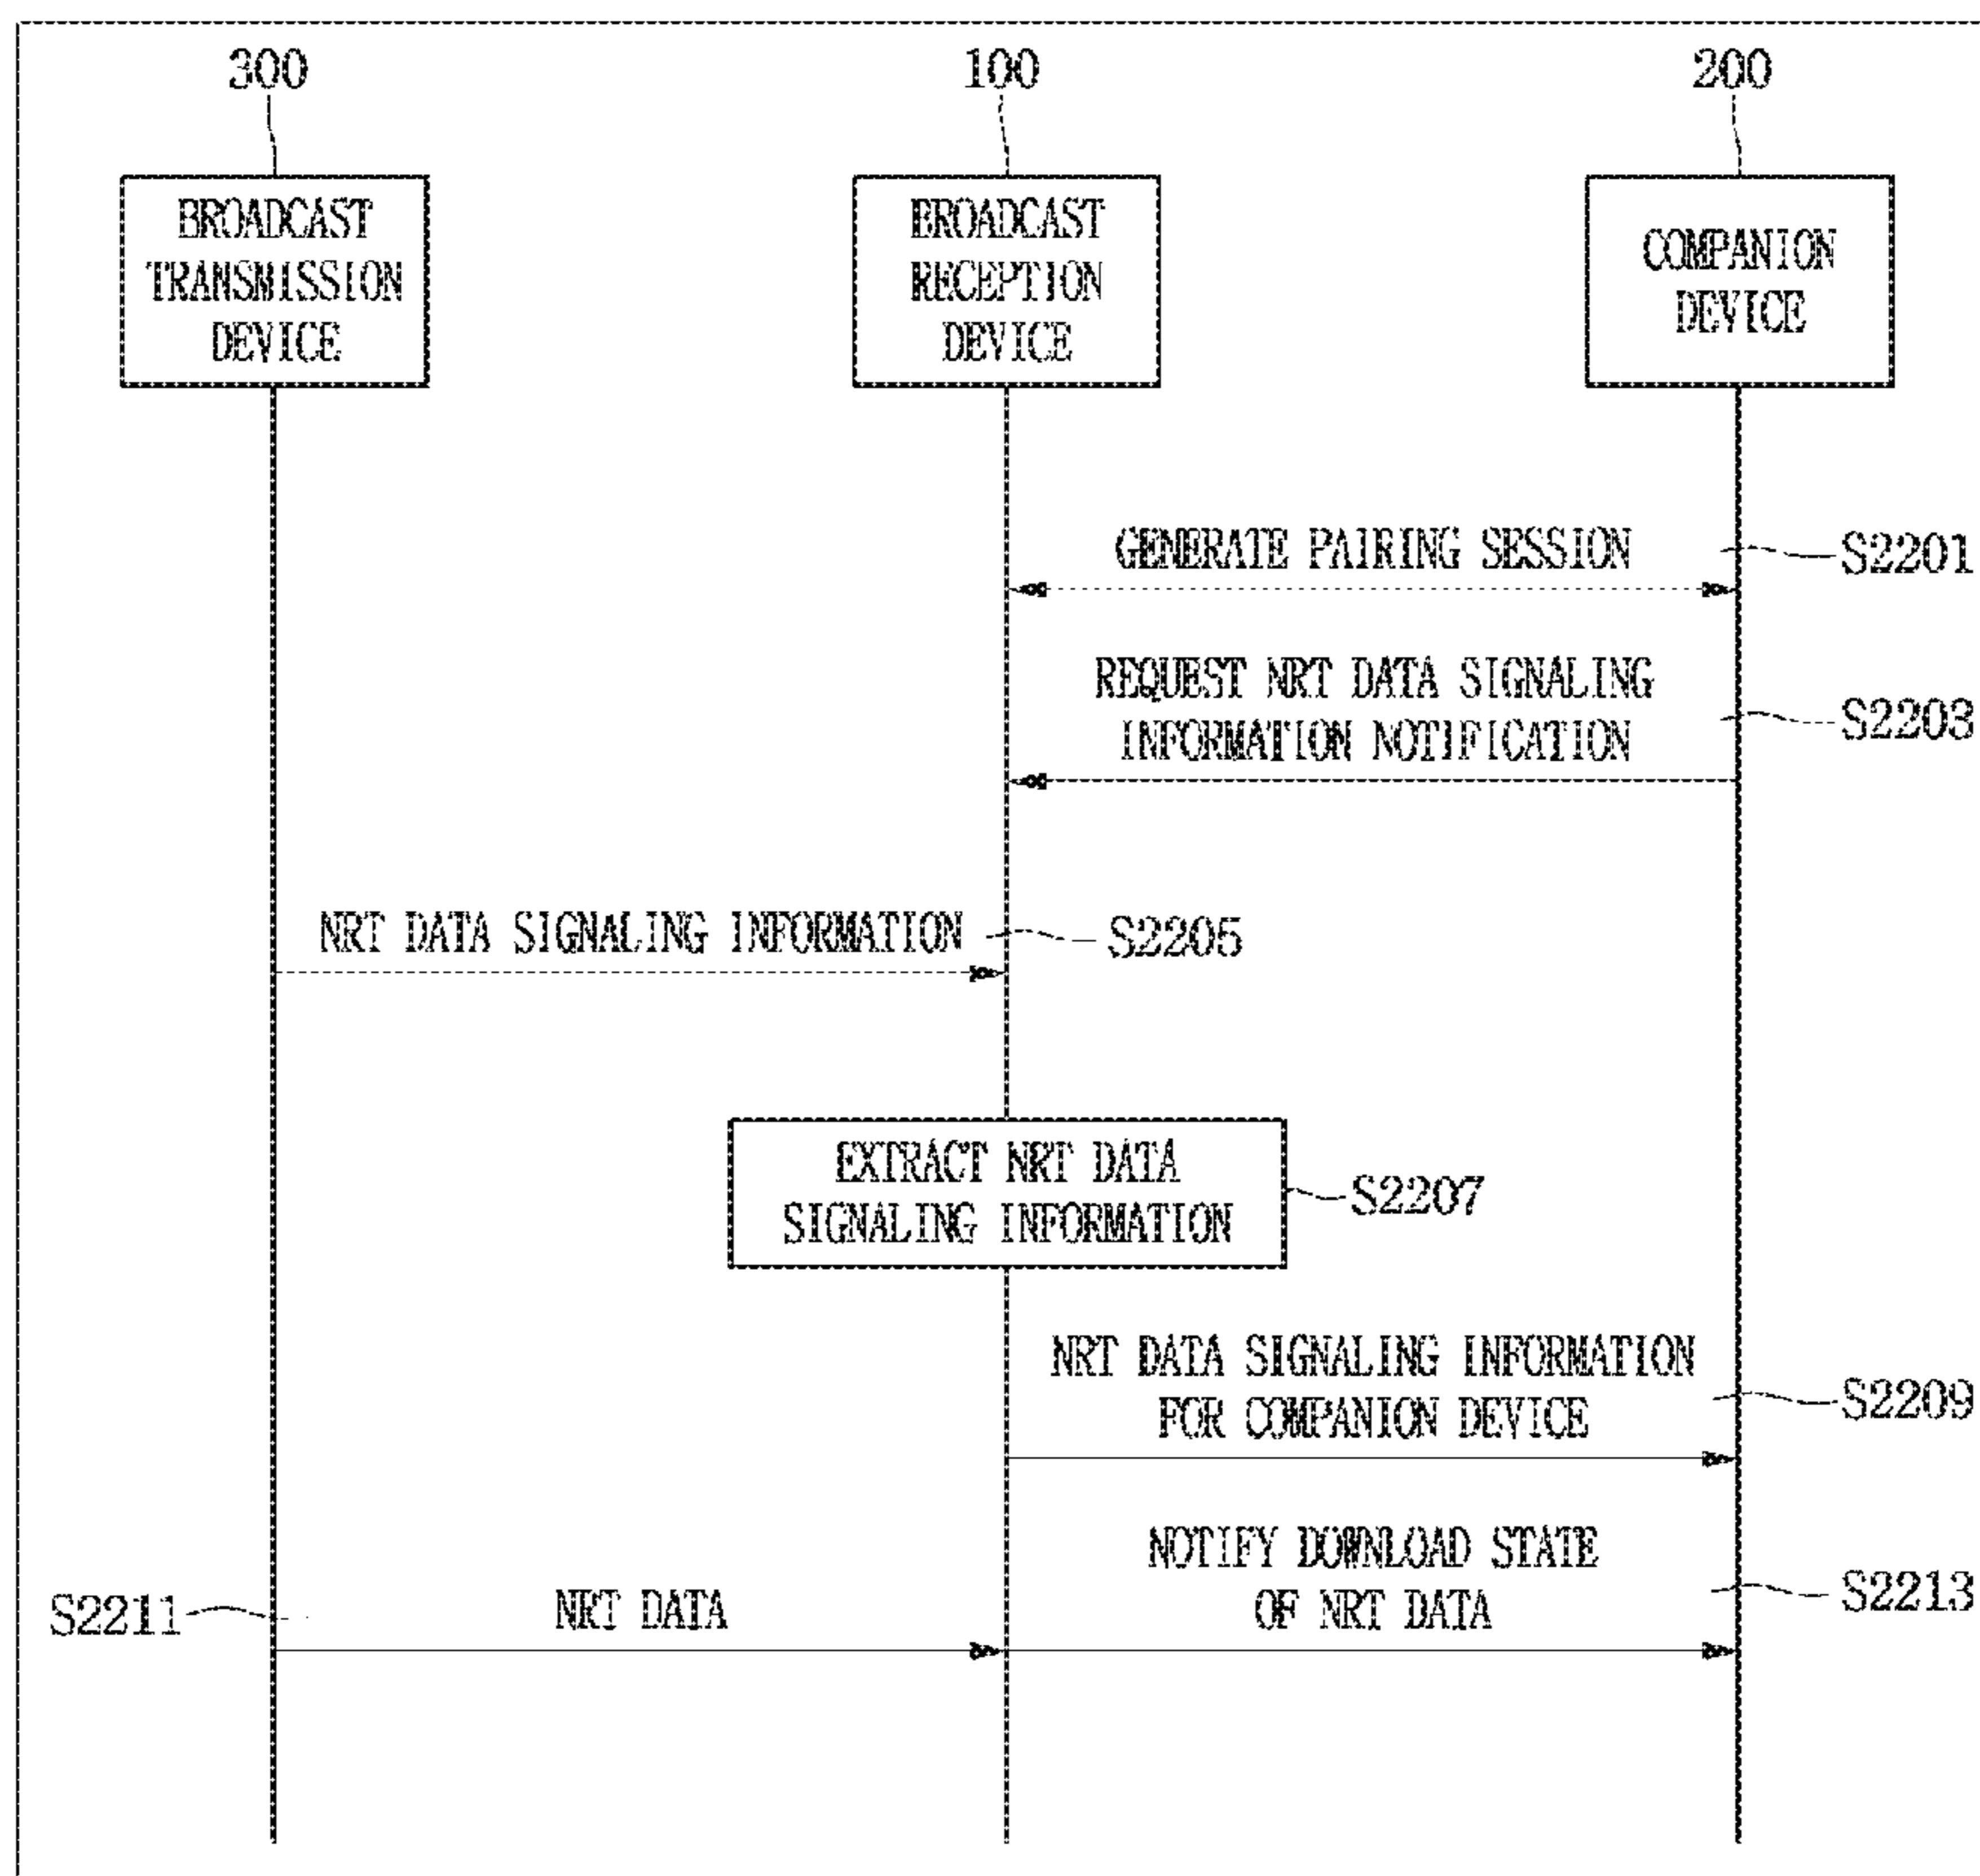 300
100
200
BROADCAST
TRANSMISSION
DEVICE
BROADCAST
RECEPTION
DEVICE
COMPANION
DEVICE
GENERATE PAIRING SESSION
S2201
REQUEST NRT DATA SIGNALING
INFORMATION NOTIFICATION
S2203
NRT DATA SIGNALING INFORMATION
S2205
EXTRACT NRT DATA
SIGNALING INFORMATION
S2207
NRT DATA SIGNALING INFORMATION
FOR COMPANION DEVICE
S2209
S2211
NRT DATA
NOTIFY DOWNLOAD STATE
OF NRT DATA
S2213